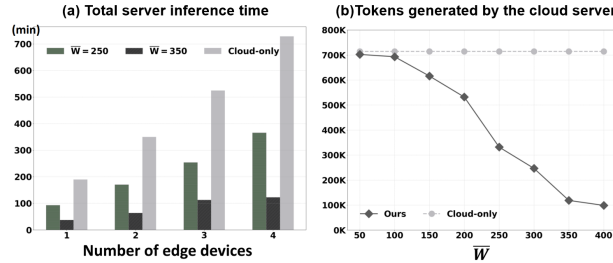 (a) Total server inference time
(min)
700
600
500
400
300
200
100
0
W̅ = 250
W̅ = 350
Cloud-only
1 2 3 4
Number of edge devices
(b)Tokens generated by the cloud server
800K
700K
600K
500K
400K
300K
200K
100K
0K
Ours
Cloud-only
50 100 150 200 250 300 350 400
W̅